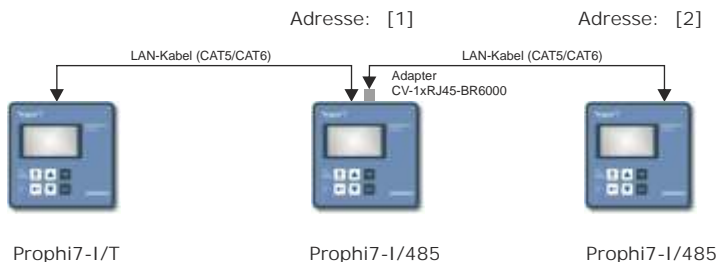 Adresse: [1] Adresse: [2]
LAN-Kabel (CAT5/CAT6) LAN-Kabel (CAT5/CAT6)
Adapter
CV-1xRJ45-BR6000
Prophi7-I/T Prophi7-I/485 Prophi7-I/485